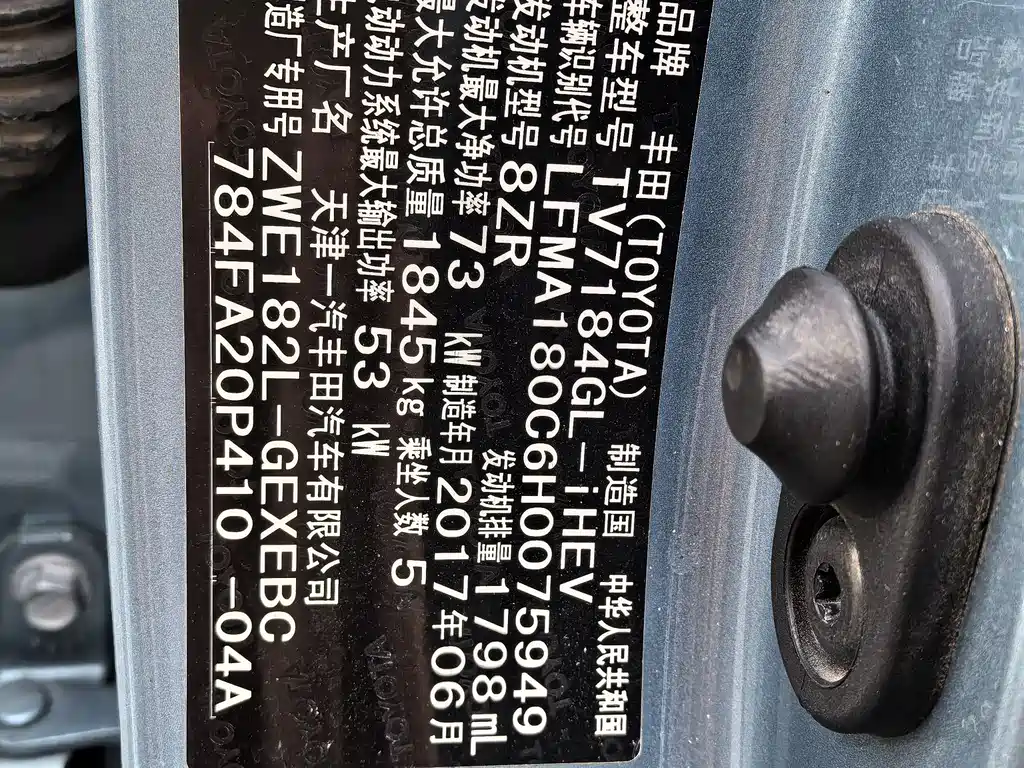 品牌 丰田(TOYOTA) 制造国 中华人民共和国
整车型号 TV7184GL-iHEV
车辆识别代号 LFMA180C6H0075949
发动机型号 8ZR 发动机排量 1798mL
发动机最大净功率 73 kW 制造年月 2017年06月
最大允许总质量 1845kg 乘坐人数 5
动力系统最大输出功率 53 kW
生产厂名 天津一汽丰田汽车有限公司
造厂专用号 ZWE182L-GEXEBC
784FA20P410-04A